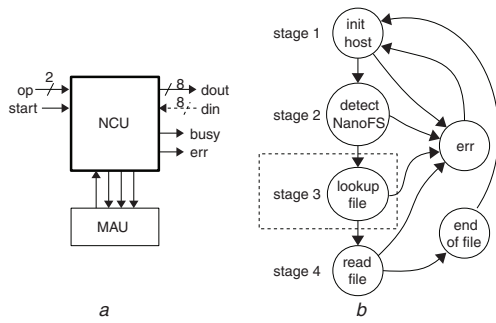 op
2
start
NCU
8
dout
8
din
busy
err
MAU
a
stage 1
init
host
stage 2
detect
NanoFS
err
stage 3
lookup
file
end
of file
stage 4
read
file
b